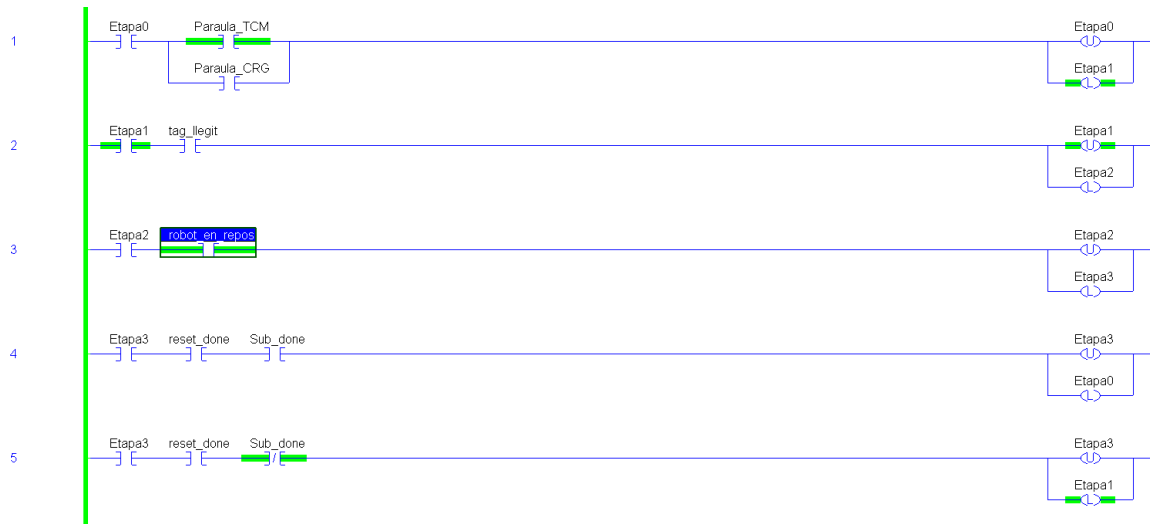 Etapa0 Paraula_TCM Etapa0
1 U
Paraula_CRG Etapa1
L
Etapa1 tag_llegit Etapa1
2 U
Etapa2
L
Etapa2 robot_en_repos Etapa2
3 U
Etapa3
L
Etapa3 reset_done Sub_done Etapa3
4 U
Etapa0
L
Etapa3 reset_done Sub_done Etapa3
5 / U
Etapa1
L